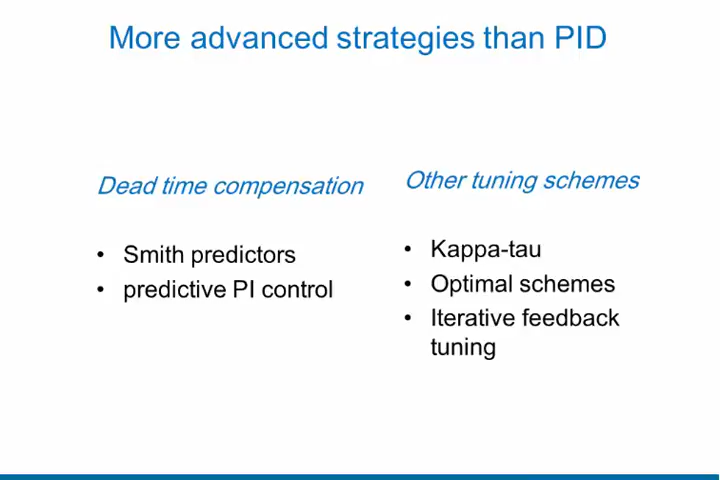 More advanced strategies than PID
Dead time compensation
• Smith predictors
• predictive PI control
Other tuning schemes
• Kappa-tau
• Optimal schemes
• Iterative feedback
tuning